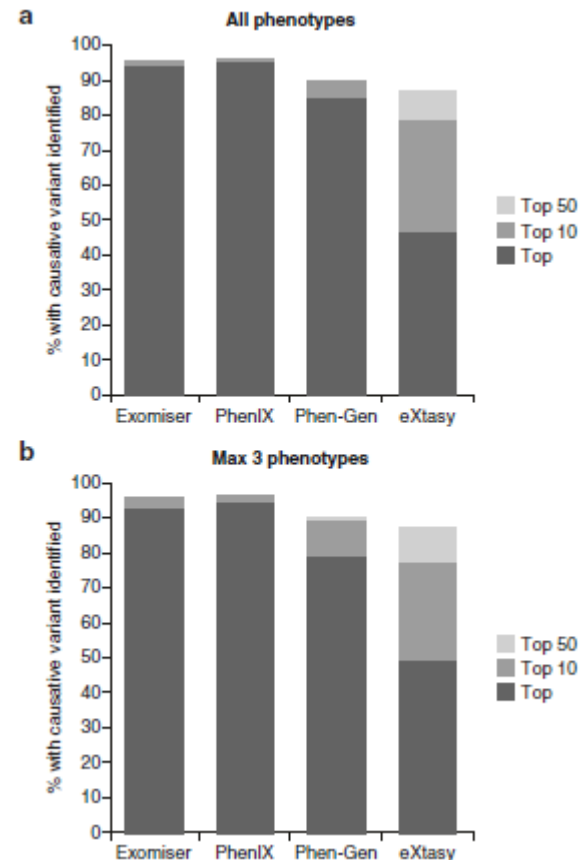 a
All phenotypes
% with causative variant identified
100
90
80
70
60
50
40
30
20
10
0
Exomiser PhenIX Phen-Gen eXtasy
Top 50
Top 10
Top
b
Max 3 phenotypes
% with causative variant identified
100
90
80
70
60
50
40
30
20
10
0
Exomiser PhenIX Phen-Gen eXtasy
Top 50
Top 10
Top